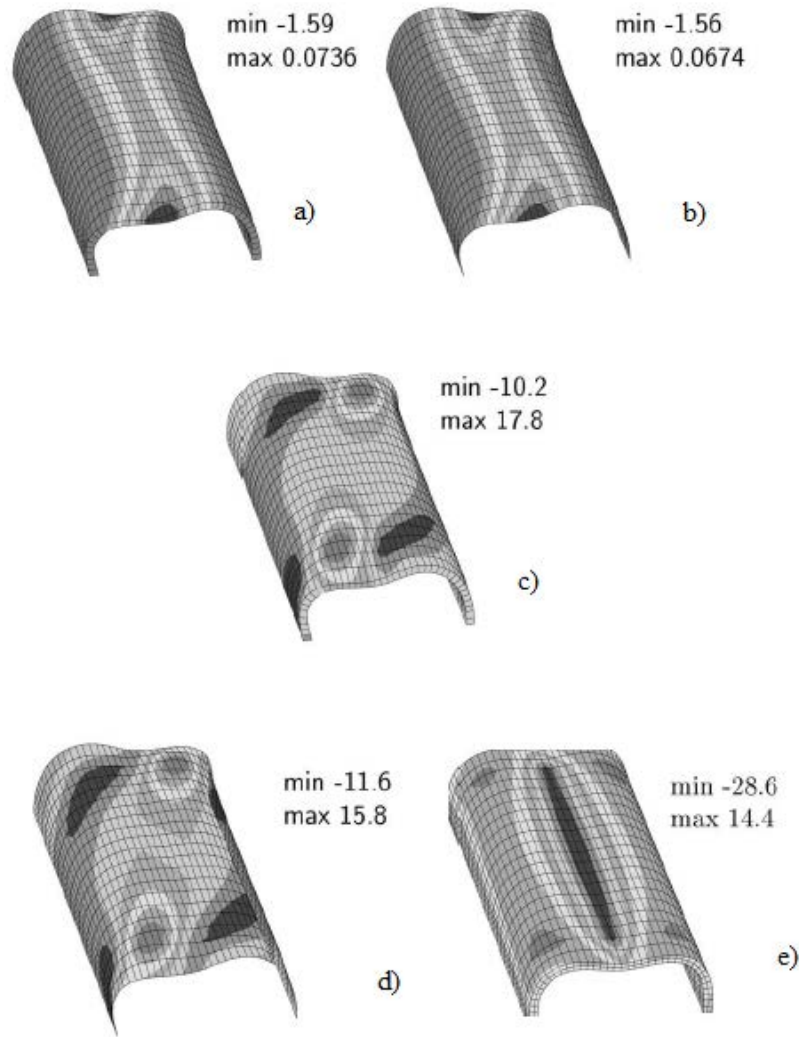 min -1.59
max 0.0736
min -1.56
max 0.0674
a)
b)
min -10.2
max 17.8
c)
min -11.6
max 15.8
min -28.6
max 14.4
d)
e)